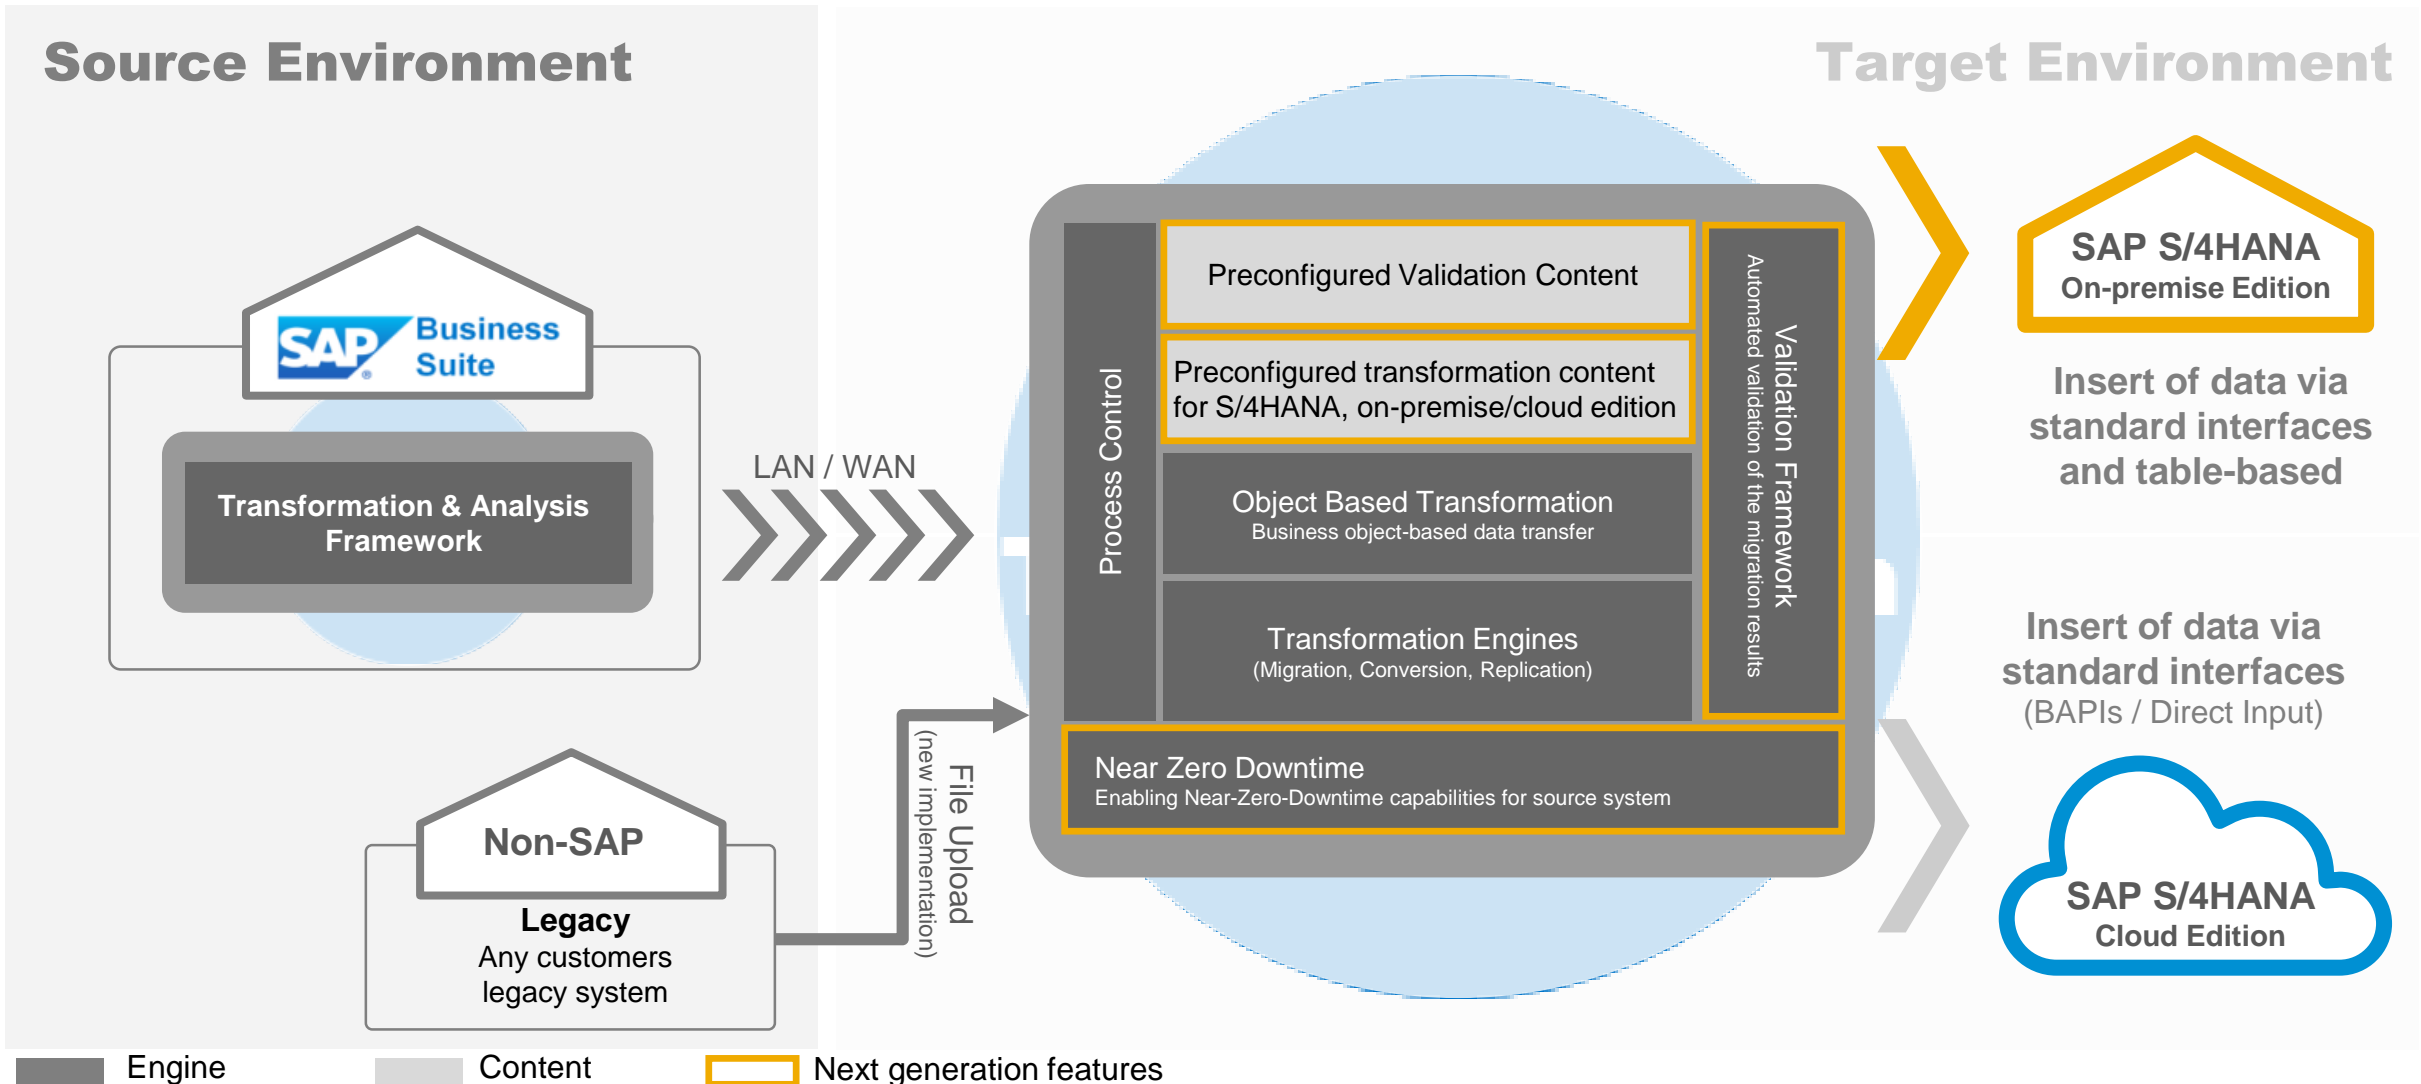 Source Environment
Target Environment
SAP Business
Suite
Transformation & Analysis
Framework
LAN / WAN
Non-SAP
Legacy
Any customers
legacy system
File Upload
(new implementation)
Process Control
Preconfigured Validation Content
Preconfigured transformation content
for S/4HANA, on-premise/cloud edition
Object Based Transformation
Business object-based data transfer
Transformation Engines
(Migration, Conversion, Replication)
Validation Framework
Automated validation of the migration results
Near Zero Downtime
Enabling Near-Zero-Downtime capabilities for source system
SAP S/4HANA
On-premise Edition
Insert of data via
standard interfaces
and table-based
Insert of data via
standard interfaces
(BAPIs / Direct Input)
SAP S/4HANA
Cloud Edition
Engine
Content
Next generation features